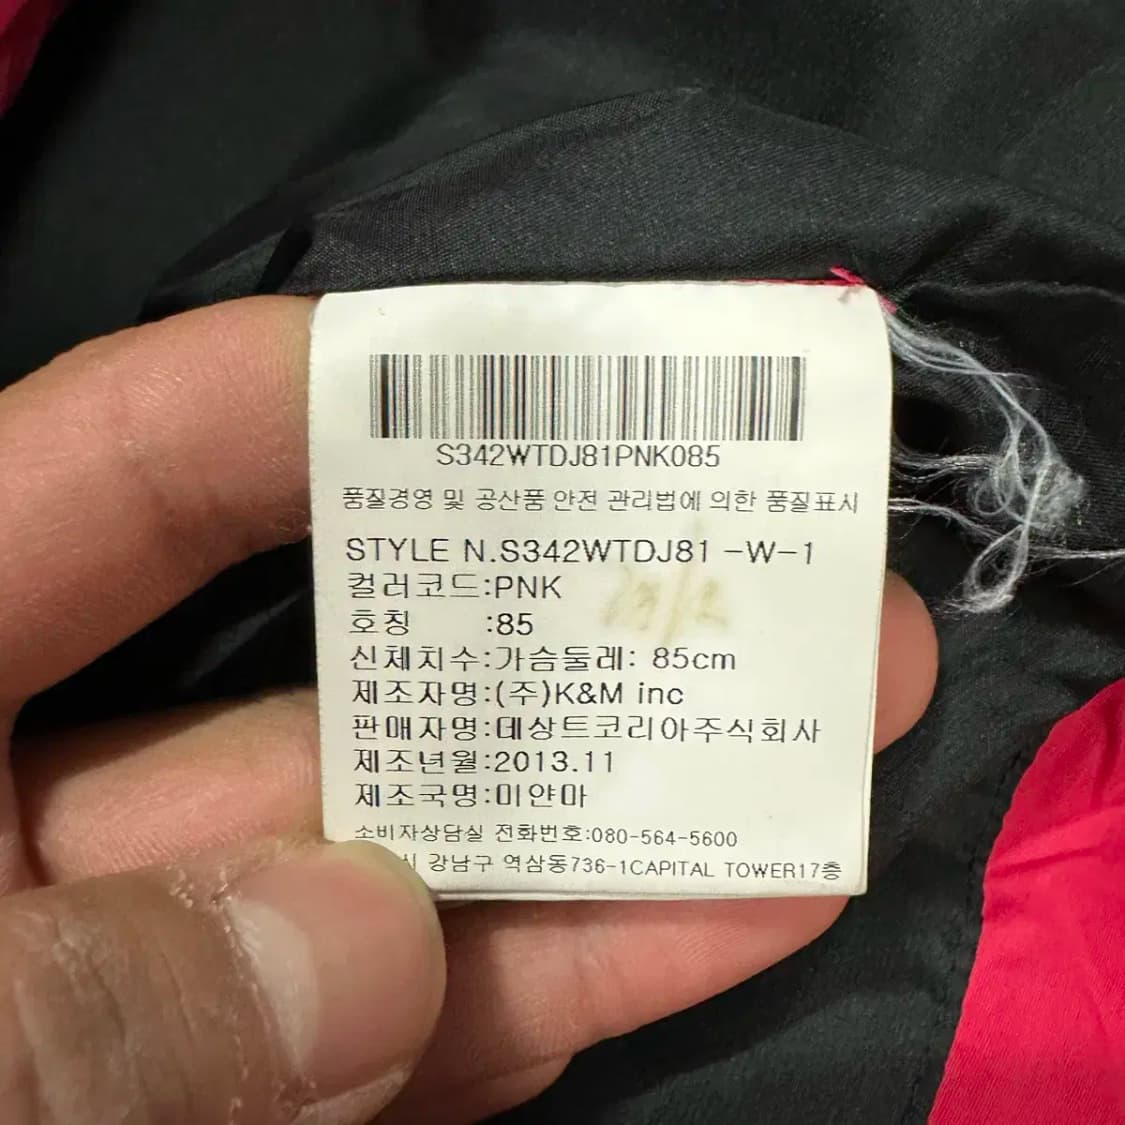 S342WTDJ81PNK085
품질경영 및 공산품 안전 관리법에 의한 품질표시
STYLE N.S342WTDJ81 -W-1
컬러코드:PNK
호칭 :85
신체치수:가슴둘레: 85cm
제조자명:(주)K&M inc
판매자명:데상트코리아주식회사
제조년월:2013.11
제조국명:미얀마
소비자상담실 전화번호:080-564-5600
강남구 역삼동736-1CAPITAL TOWER17층